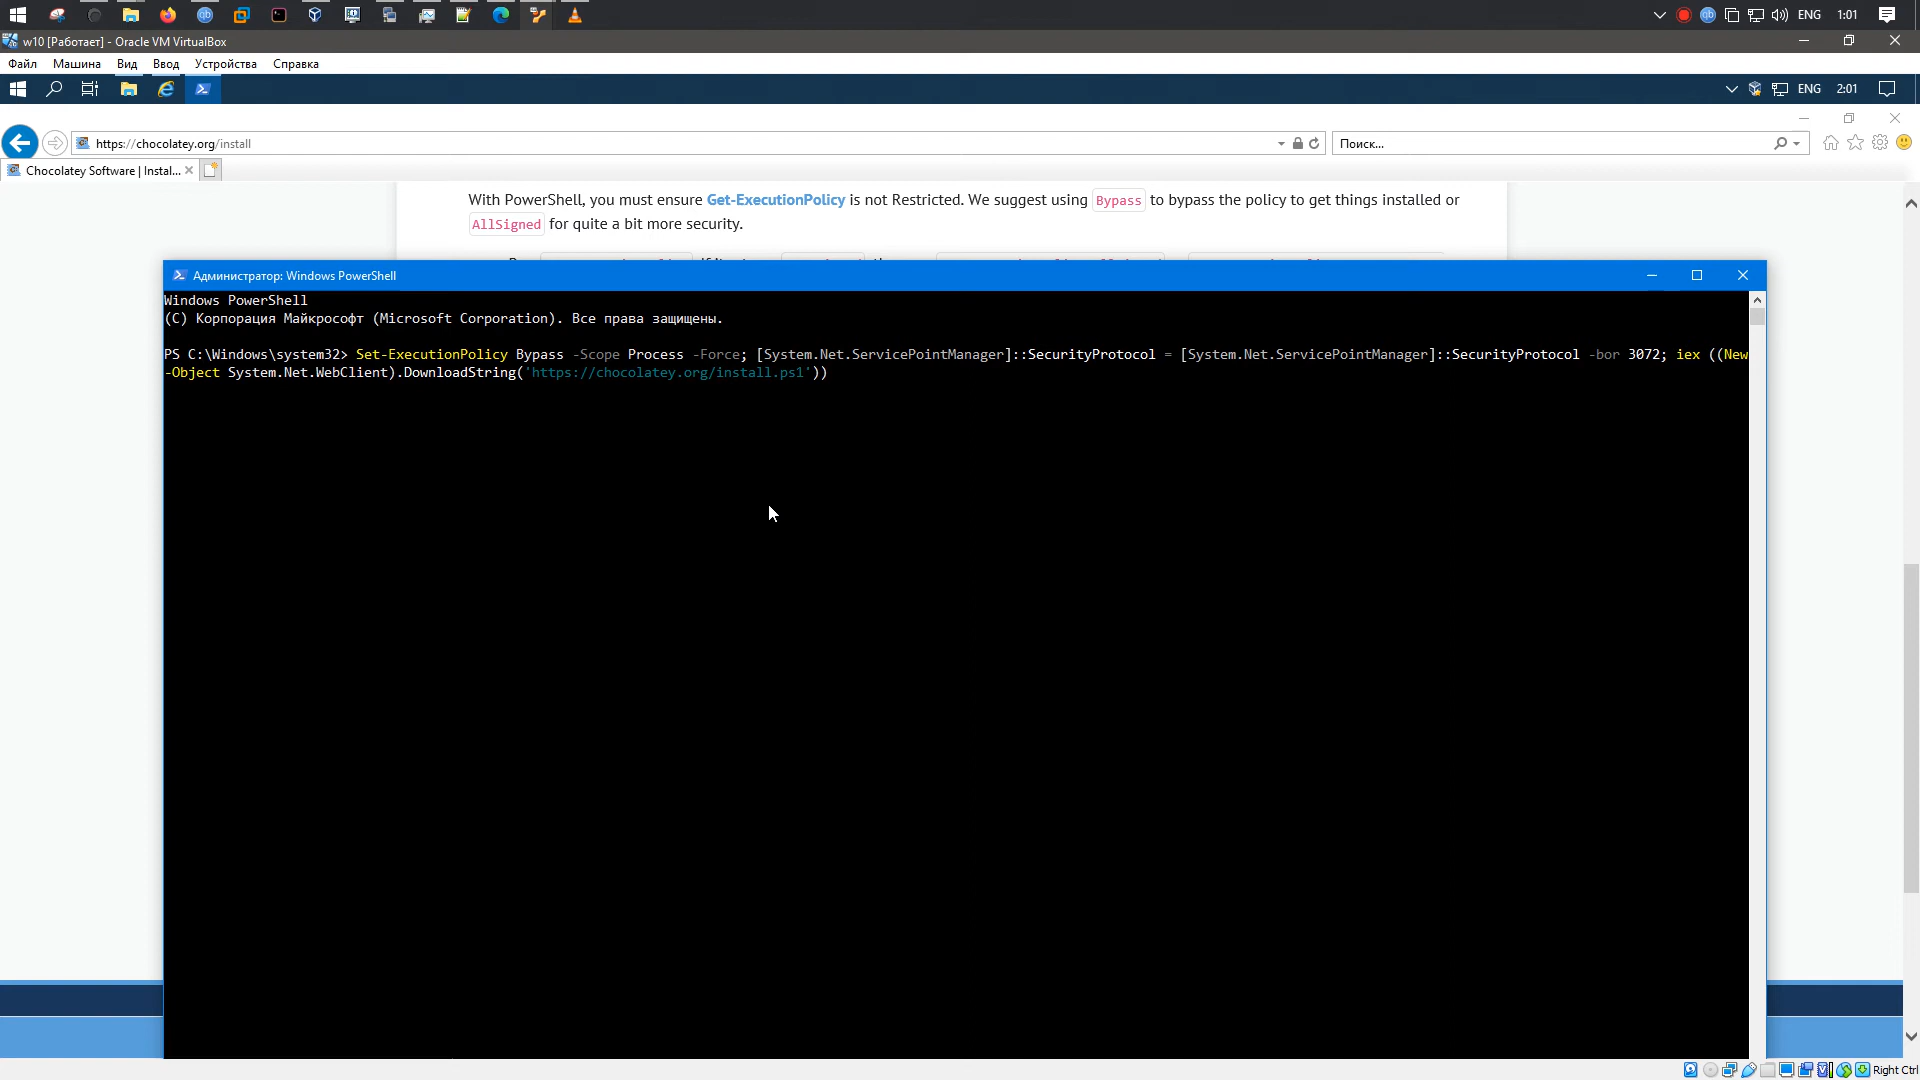 ENG 1:01
w10 [Работает] - Oracle VM VirtualBox
Файл Машина Вид Ввод Устройства Справка
ENG 2:01
https://chocolatey.org/install
Поиск...
Chocolatey Software | Instal...
With PowerShell, you must ensure Get-ExecutionPolicy is not Restricted. We suggest using Bypass to bypass the policy to get things installed or
AllSigned for quite a bit more security.
Администратор: Windows PowerShell
Windows PowerShell
(C) Корпорация Майкрософт (Microsoft Corporation). Все права защищены.
PS C:\Windows\system32> Set-ExecutionPolicy Bypass -Scope Process -Force; [System.Net.ServicePointManager]::SecurityProtocol = [System.Net.ServicePointManager]::SecurityProtocol -bor 3072; iex ((New
-Object System.Net.WebClient).DownloadString('https://chocolatey.org/install.ps1'))
Right Ctrl